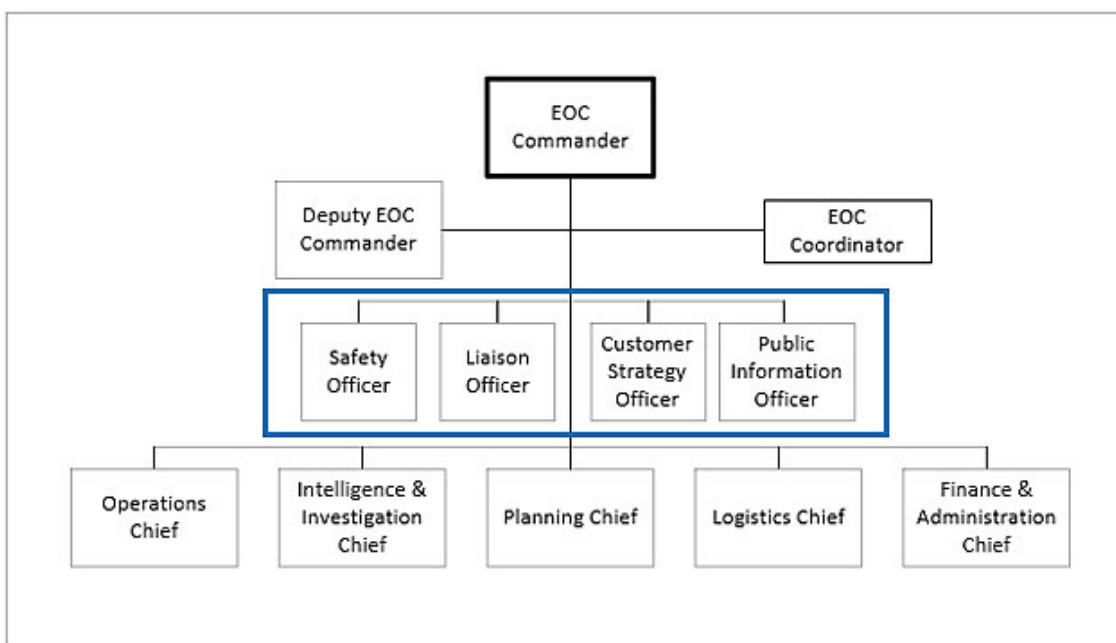 EOC
Commander
Deputy EOC
Commander
EOC
Coordinator
Safety
Officer
Liaison
Officer
Customer
Strategy
Officer
Public
Information
Officer
Operations
Chief
Intelligence &
Investigation
Chief
Planning Chief
Logistics Chief
Finance &
Administration
Chief